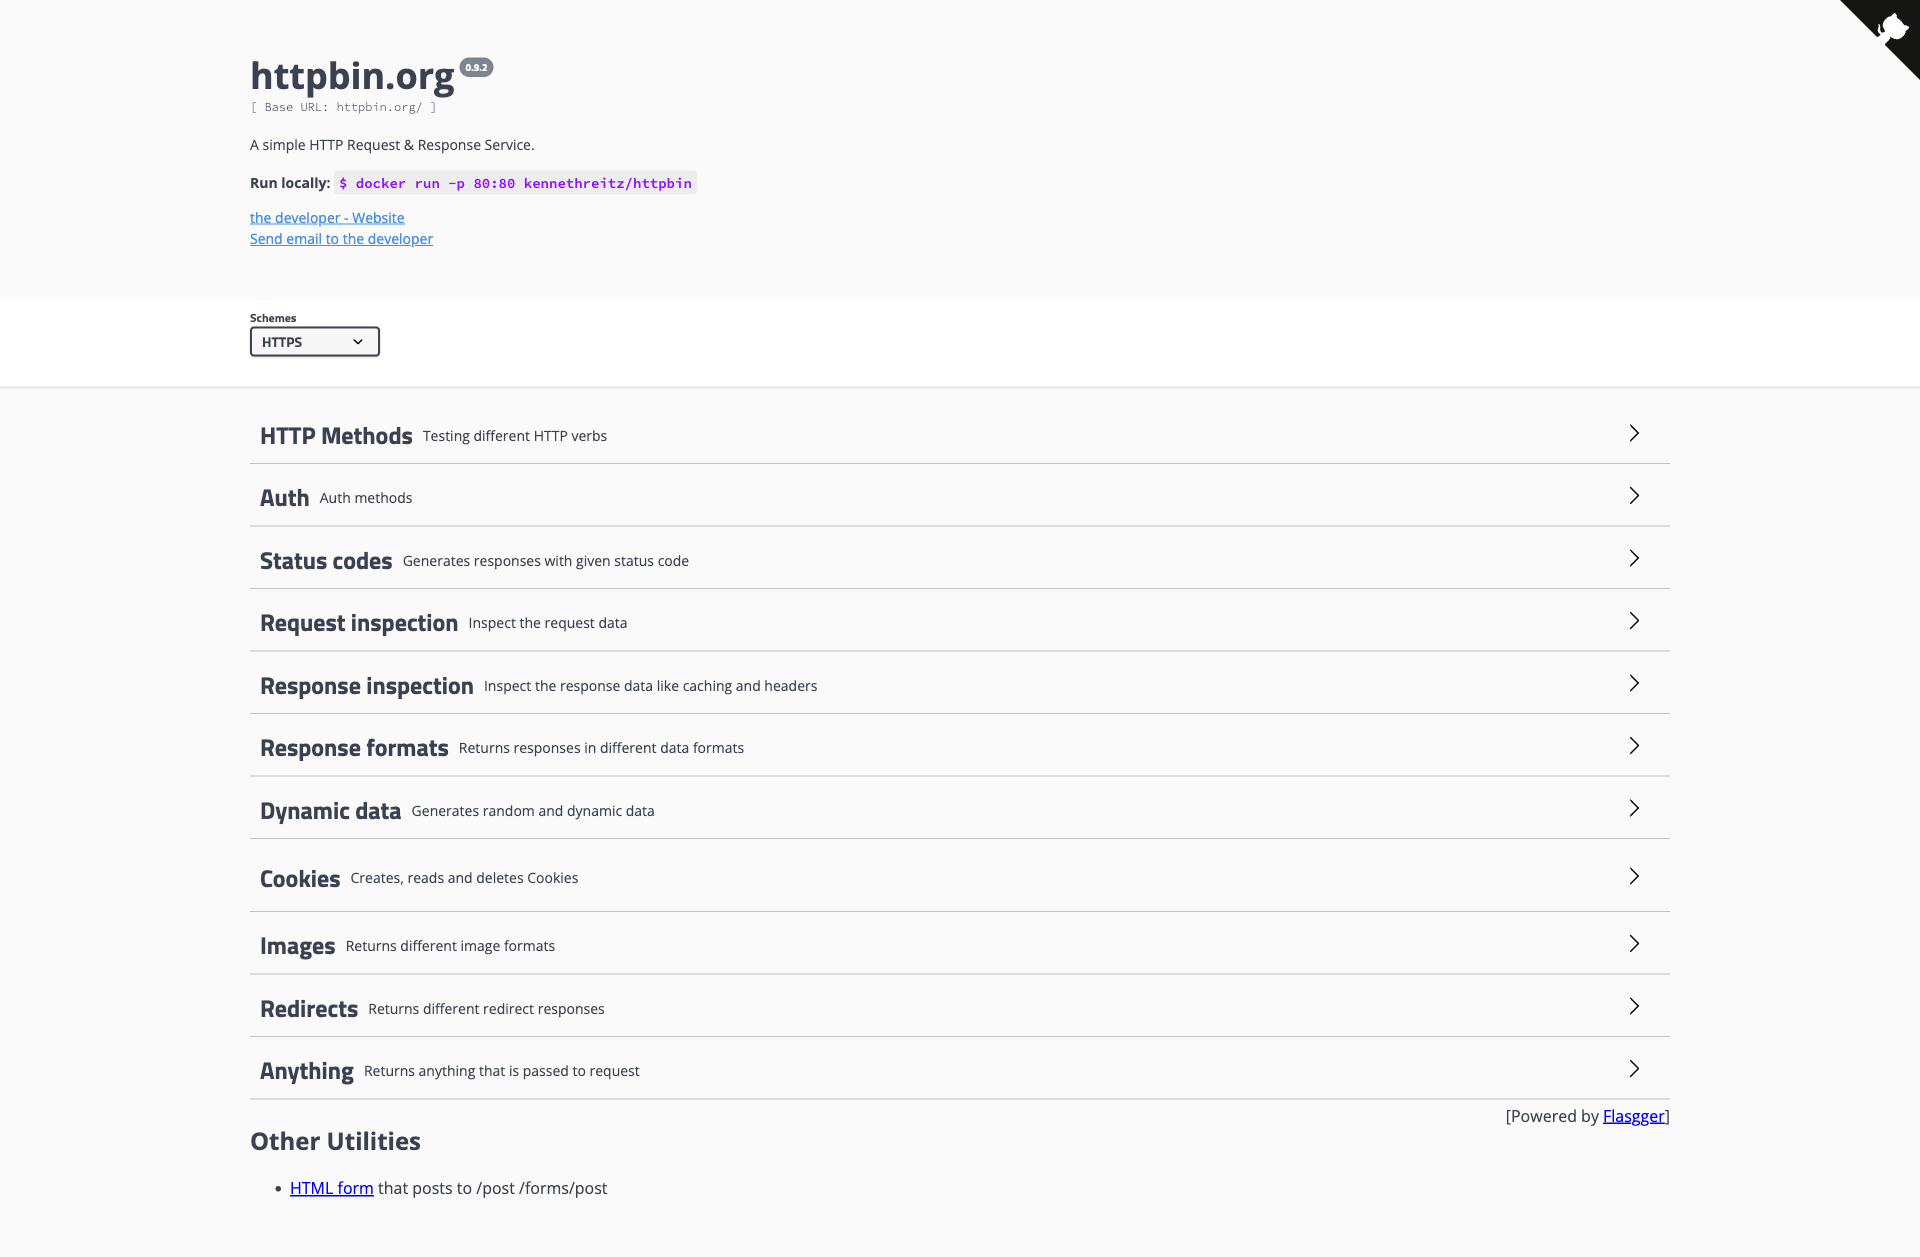 httpbin.org 0.9.2
[ Base URL: httpbin.org/ ]
A simple HTTP Request & Response Service.
Run locally: $ docker run -p 80:80 kennethreitz/httpbin
the developer - Website
Send email to the developer
Schemes
HTTPS
HTTP Methods Testing different HTTP verbs
Auth Auth methods
Status codes Generates responses with given status code
Request inspection Inspect the request data
Response inspection Inspect the response data like caching and headers
Response formats Returns responses in different data formats
Dynamic data Generates random and dynamic data
Cookies Creates, reads and deletes Cookies
Images Returns different image formats
Redirects Returns different redirect responses
Anything Returns anything that is passed to request
[Powered by Flasgger]
Other Utilities
• HTML form that posts to /post /forms/post